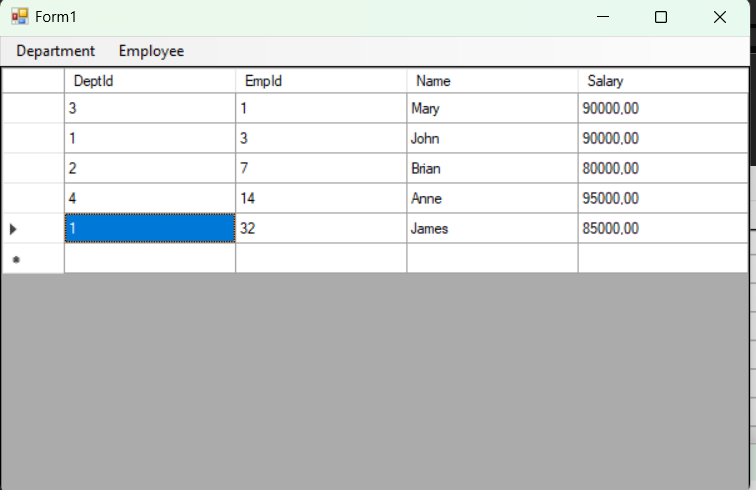 Form1
Department Employee
DeptId EmpId Name Salary
3 1 Mary 90000,00
1 3 John 90000,00
2 7 Brian 80000,00
4 14 Anne 95000,00
1 32 James 85000,00